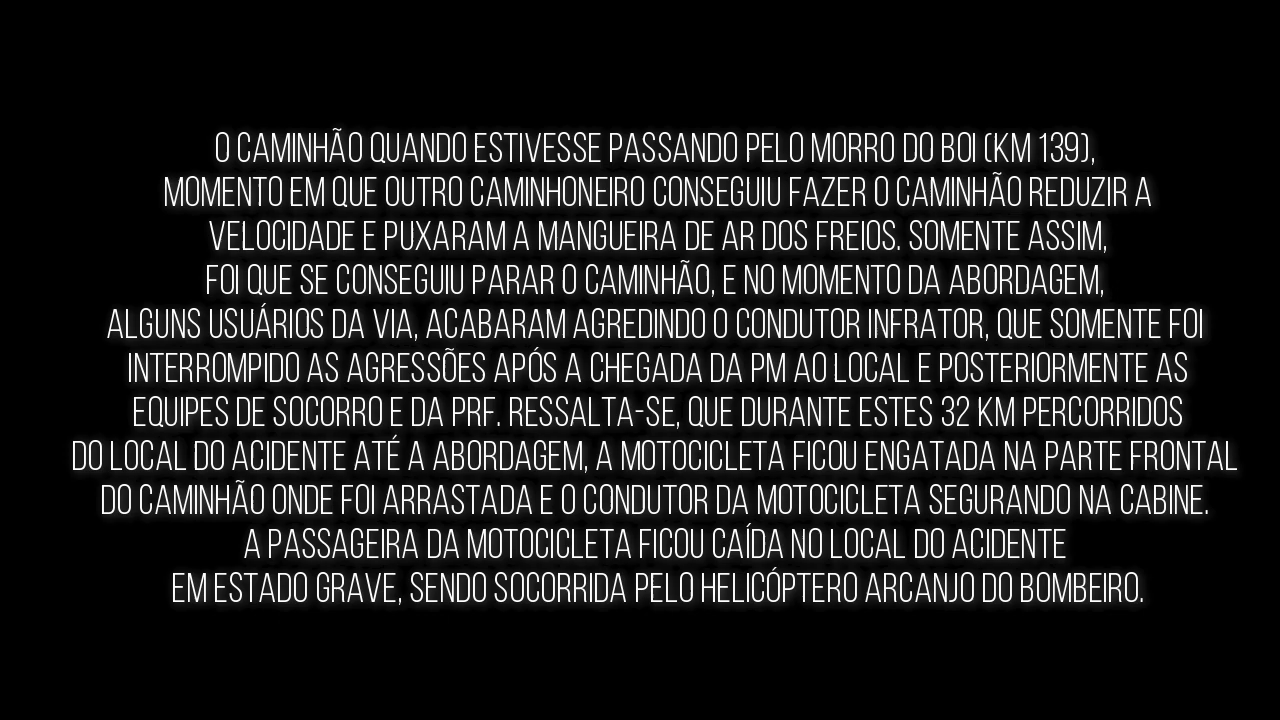 O CAMINHÃO QUANDO ESTIVESSE PASSANDO PELO MORRO DO BOI (KM 139),
MOMENTO EM QUE OUTRO CAMINHONEIRO CONSEGUIU FAZER O CAMINHÃO REDUZIR A
VELOCIDADE E PUXARAM A MANGUEIRA DE AR DOS FREIOS. SOMENTE ASSIM,
FOI QUE SE CONSEGUIU PARAR O CAMINHÃO, E NO MOMENTO DA ABORDAGEM,
ALGUNS USUÁRIOS DA VIA, ACABARAM AGREDINDO O CONDUTOR INFRATOR, QUE SOMENTE FOI
INTERROMPIDO AS AGRESSÕES APÓS A CHEGADA DA PM AO LOCAL E POSTERIORMENTE AS
EQUIPES DE SOCORRO E DA PRF. RESSALTA-SE, QUE DURANTE ESTES 32 KM PERCORRIDOS
DO LOCAL DO ACIDENTE ATÉ A ABORDAGEM, A MOTOCICLETA FICOU ENGATADA NA PARTE FRONTAL
DO CAMINHÃO ONDE FOI ARRASTADA E O CONDUTOR DA MOTOCICLETA SEGURANDO NA CABINE.
A PASSAGEIRA DA MOTOCICLETA FICOU CAÍDA NO LOCAL DO ACIDENTE
EM ESTADO GRAVE, SENDO SOCORRIDA PELO HELICÓPTERO ARCANJO DO BOMBEIRO.